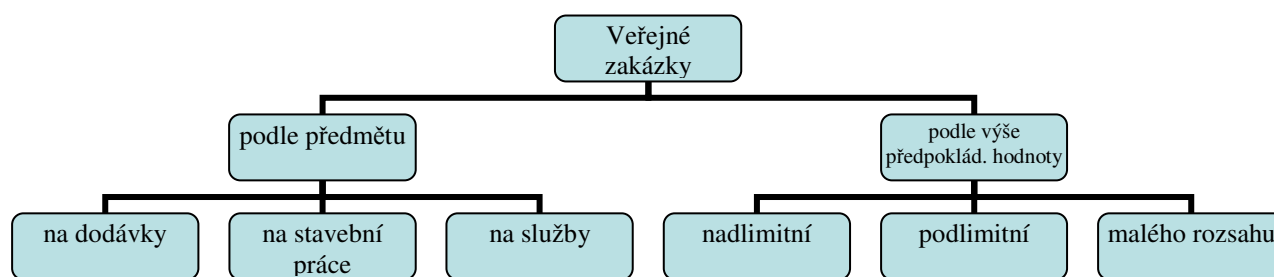 Veřejné
zakázky
podle předmětu
podle výše
předpoklád. hodnoty
na dodávky
na stavební
práce
na služby
nadlimitní
podlimitní
malého rozsahu